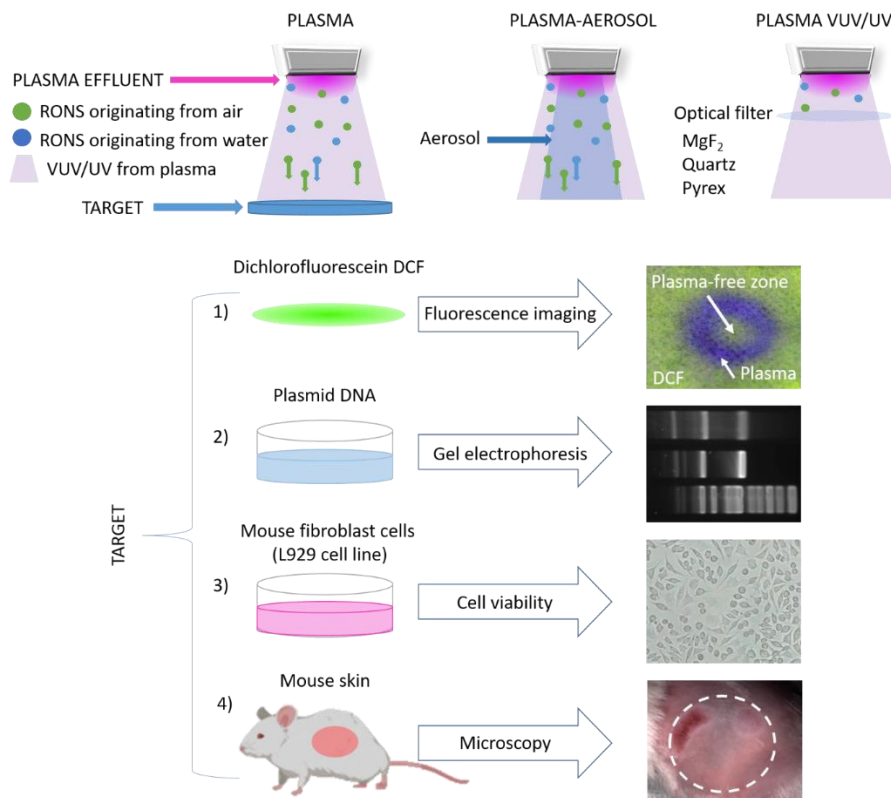 PLASMA
PLASMA-AEROSOL
PLASMA VUV/UV
PLASMA EFFLUENT
RONS originating from air
RONS originating from water
VUV/UV from plasma
TARGET
Aerosol
Optical filter
MgF₂
Quartz
Pyrex
Dichlorofluorescein DCF
1)
Fluorescence imaging
Plasma-free zone
Plasma
DCF
Plasmid DNA
2)
Gel electrophoresis
TARGET
Mouse fibroblast cells
(L929 cell line)
3)
Cell viability
Mouse skin
4)
Microscopy